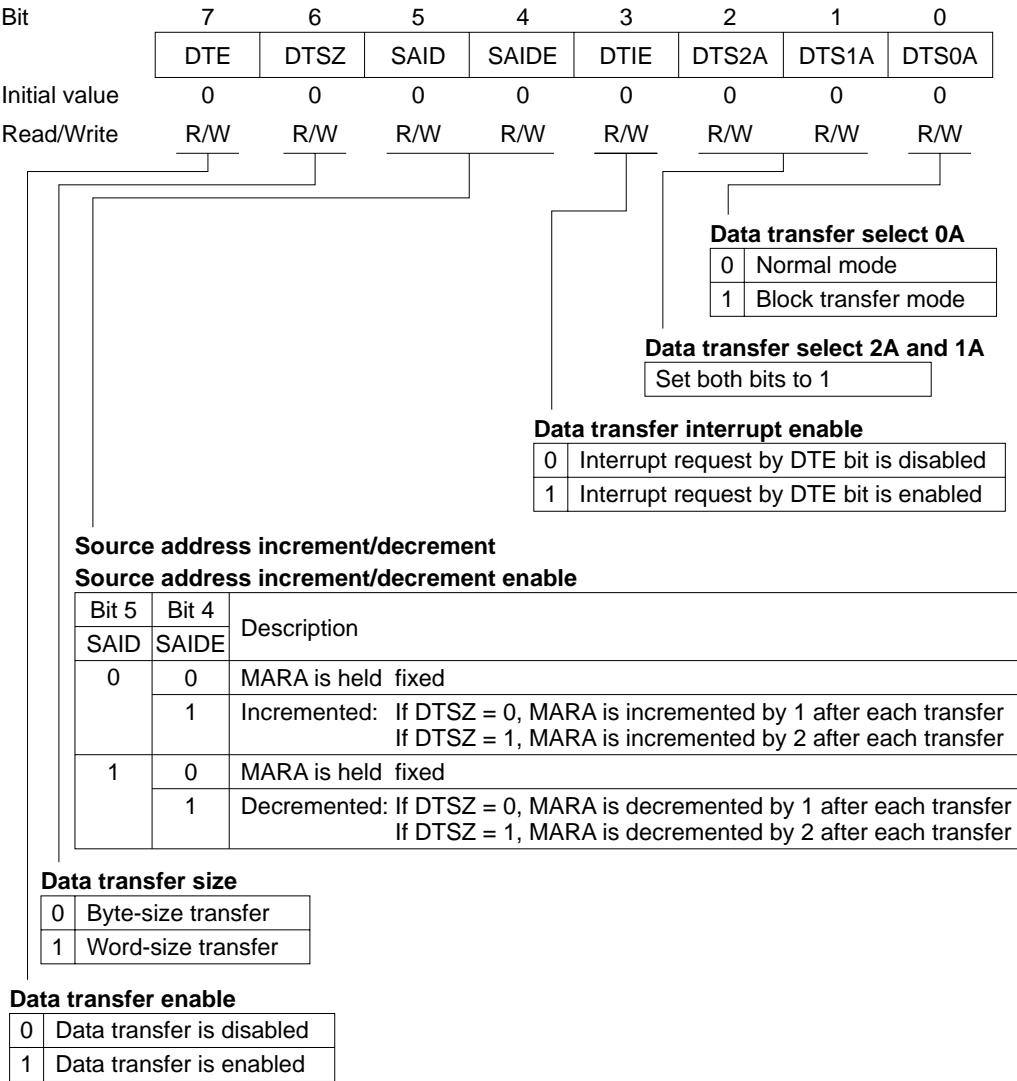 Bit 7 6 5 4 3 2 1 0
DTE DTSZ SAID SAIDE DTIE DTS2A DTS1A DTS0A
Initial value 0 0 0 0 0 0 0 0
Read/Write R/W R/W R/W R/W R/W R/W R/W R/W
Data transfer select 0A
0 Normal mode
1 Block transfer mode
Data transfer select 2A and 1A
Set both bits to 1
Data transfer interrupt enable
0 Interrupt request by DTE bit is disabled
1 Interrupt request by DTE bit is enabled
Source address increment/decrement
Source address increment/decrement enable
Bit 5 Bit 4 Description
SAID SAIDE
0 0 MARA is held fixed
1 Incremented: If DTSZ = 0, MARA is incremented by 1 after each transfer
If DTSZ = 1, MARA is incremented by 2 after each transfer
1 0 MARA is held fixed
1 Decremented: If DTSZ = 0, MARA is decremented by 1 after each transfer
If DTSZ = 1, MARA is decremented by 2 after each transfer
Data transfer size
0 Byte-size transfer
1 Word-size transfer
Data transfer enable
0 Data transfer is disabled
1 Data transfer is enabled